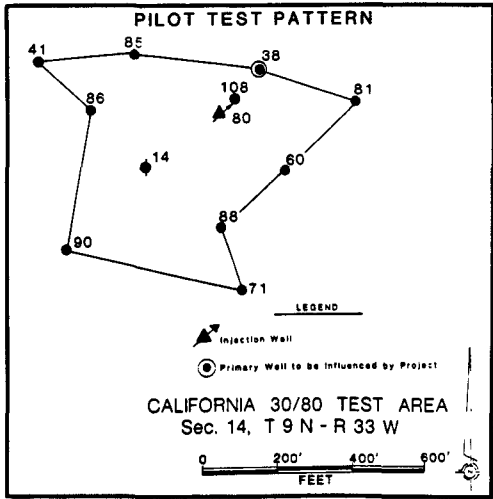 PILOT TEST PATTERN
41
85
38
108
81
86
80
14
60
88
90
71
LEGEND
Injection Well
Primary Well to be Influenced by Project
CALIFORNIA 30/80 TEST AREA
Sec. 14, T 9 N - R 33 W
0 200' 400' 600'
FEET